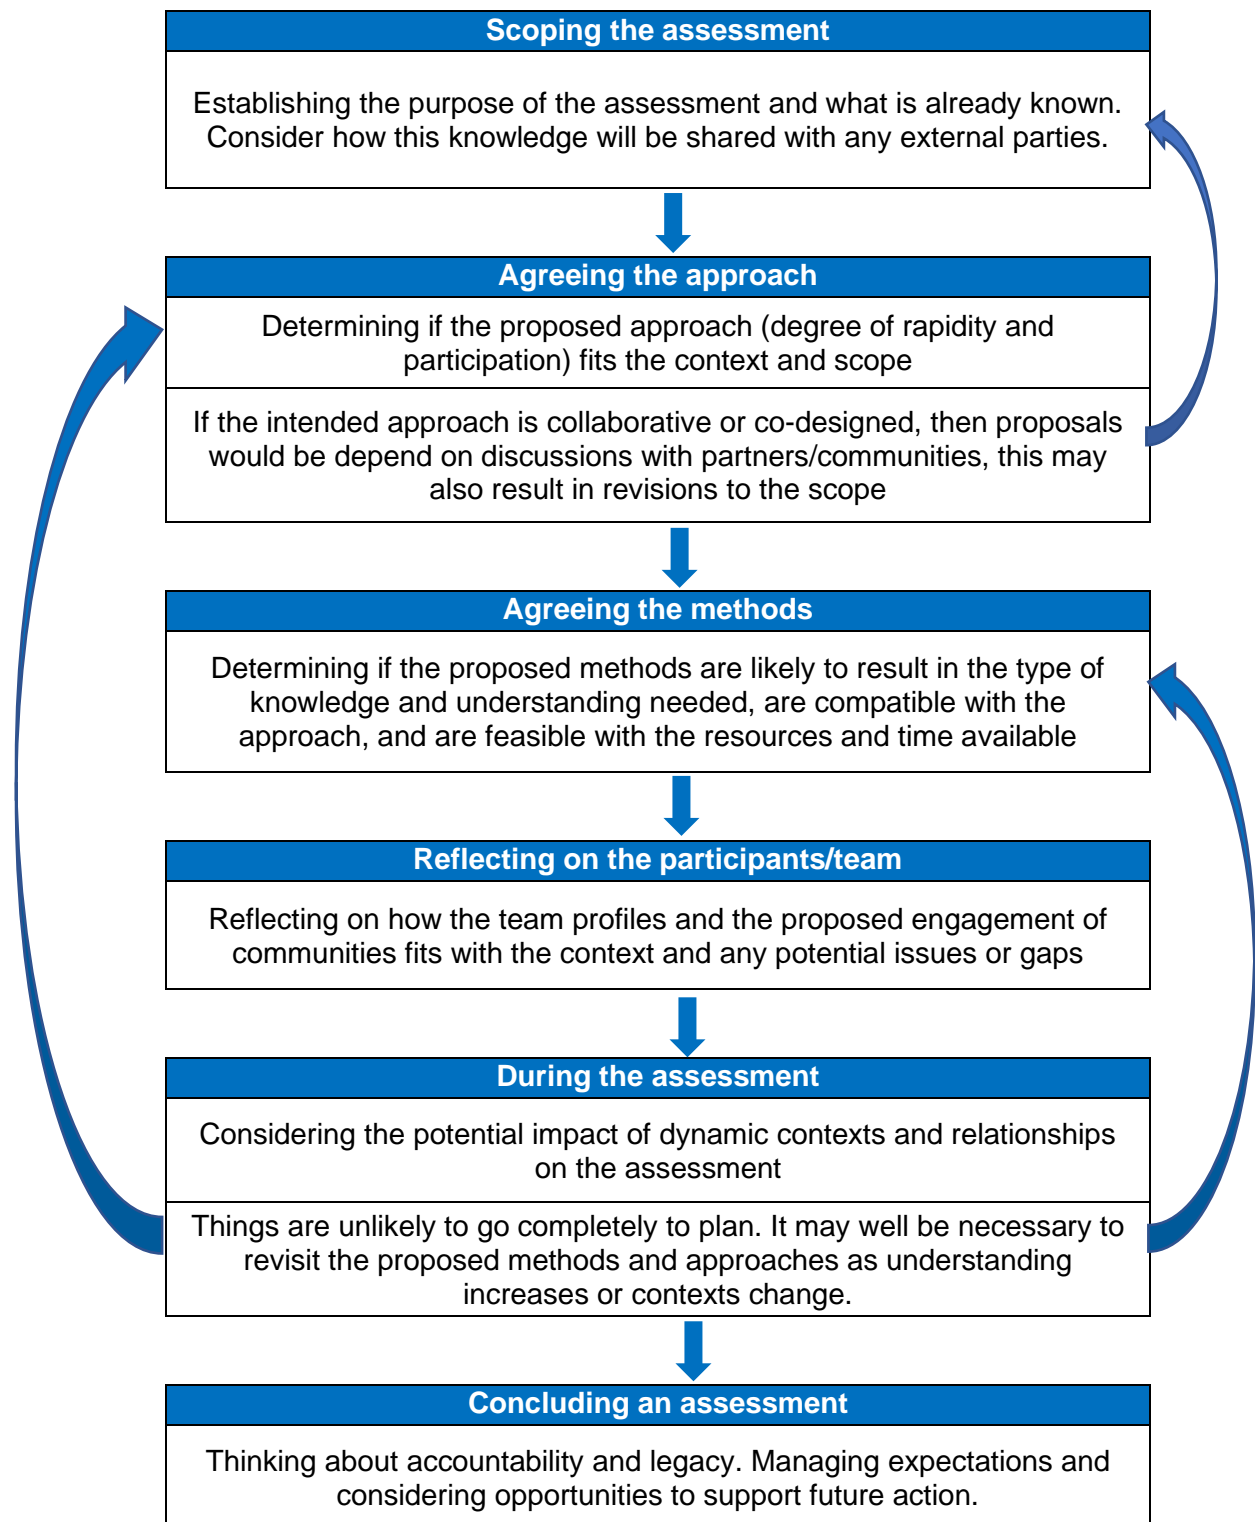 Scoping the assessment
Establishing the purpose of the assessment and what is already known.
Consider how this knowledge will be shared with any external parties.
Agreeing the approach
Determining if the proposed approach (degree of rapidity and
participation) fits the context and scope
If the intended approach is collaborative or co-designed, then proposals
would be depend on discussions with partners/communities, this may
also result in revisions to the scope
Agreeing the methods
Determining if the proposed methods are likely to result in the type of
knowledge and understanding needed, are compatible with the
approach, and are feasible with the resources and time available
Reflecting on the participants/team
Reflecting on how the team profiles and the proposed engagement of
communities fits with the context and any potential issues or gaps
During the assessment
Considering the potential impact of dynamic contexts and relationships
on the assessment
Things are unlikely to go completely to plan. It may well be necessary to
revisit the proposed methods and approaches as understanding
increases or contexts change.
Concluding an assessment
Thinking about accountability and legacy. Managing expectations and
considering opportunities to support future action.